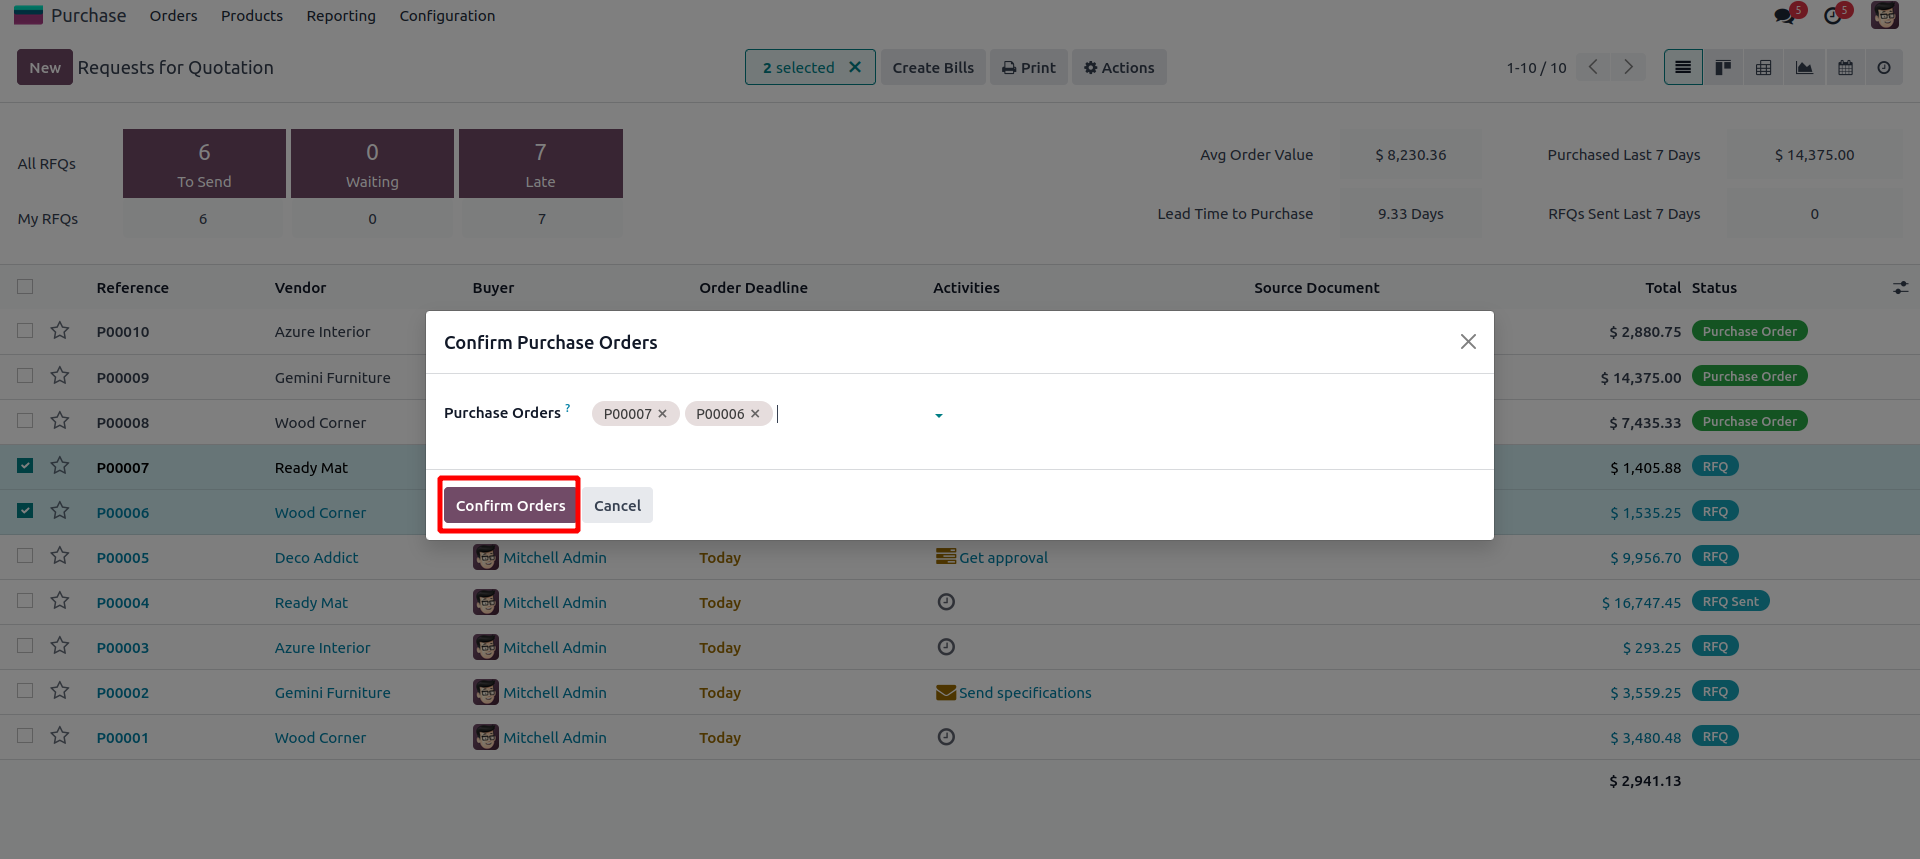 Purchase Orders Products Reporting Configuration 5 5
New Requests for Quotation 2 selected Create Bills Print Actions 1-10 / 10
All RFQs 6 To Send 0 Waiting 7 Late
My RFQs 6 0 7
Avg Order Value $ 8,230.36 Purchased Last 7 Days $ 14,375.00
Lead Time to Purchase 9.33 Days RFQs Sent Last 7 Days 0
Reference Vendor Buyer Order Deadline Activities Source Document Total Status
P00010 Azure Interior $ 2,880.75 Purchase Order
P00009 Gemini Furniture $ 14,375.00 Purchase Order
P00008 Wood Corner $ 7,435.33 Purchase Order
P00007 Ready Mat $ 1,405.88 RFQ
P00006 Wood Corner $ 1,535.25 RFQ
Confirm Purchase Orders
Purchase Orders ? P00007 P00006
Confirm Orders Cancel
P00005 Deco Addict Mitchell Admin Today Get approval $ 9,956.70 RFQ
P00004 Ready Mat Mitchell Admin Today $ 16,747.45 RFQ Sent
P00003 Azure Interior Mitchell Admin Today $ 293.25 RFQ
P00002 Gemini Furniture Mitchell Admin Today Send specifications $ 3,559.25 RFQ
P00001 Wood Corner Mitchell Admin Today $ 3,480.48 RFQ
$ 2,941.13